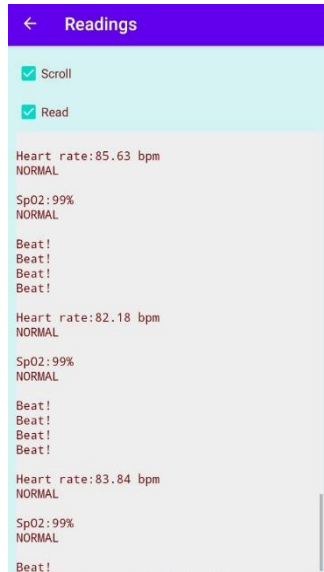 Readings
Scroll
Read
Heart rate:85.63 bpm
NORMAL
SpO2:99%
NORMAL
Beat!
Beat!
Beat!
Beat!
Heart rate:82.18 bpm
NORMAL
SpO2:99%
NORMAL
Beat!
Beat!
Beat!
Beat!
Heart rate:83.84 bpm
NORMAL
SpO2:99%
NORMAL
Beat!